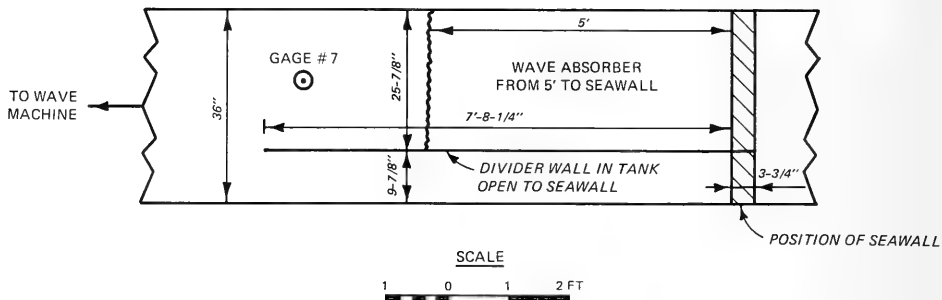 5'
GAGE #7
WAVE ABSORBER
FROM 5' TO SEAWALL
TO WAVE
MACHINE
36"
25-7/8"
7'-8-1/4"
DIVIDER WALL IN TANK
OPEN TO SEAWALL
9-7/8"
3-3/4"
POSITION OF SEAWALL
SCALE
1 0 1 2 FT